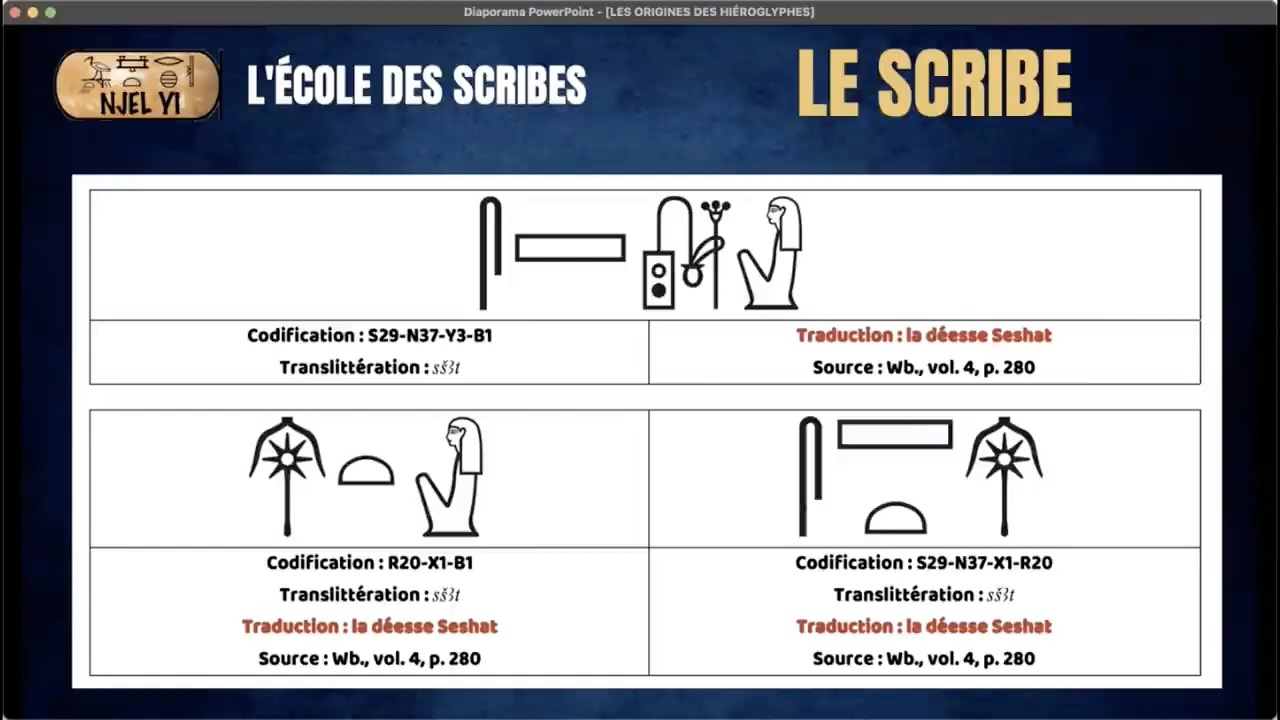 Diaporama PowerPoint - [LES ORIGINES DES HIÉROGLYPHES]
NJEL YI
L'ÉCOLE DES SCRIBES
LE SCRIBE
𓋴𓈙𓏟𓁐
Codification : S29-N37-Y3-B1
Translittération : sšꜣt
Traduction : la déesse Seshat
Source : Wb., vol. 4, p. 280
𓋆𓏏𓁐
Codification : R20-X1-B1
Translittération : sšꜣt
Traduction : la déesse Seshat
Source : Wb., vol. 4, p. 280
𓋴𓈙𓏏𓋆
Codification : S29-N37-X1-R20
Translittération : sšꜣt
Traduction : la déesse Seshat
Source : Wb., vol. 4, p. 280